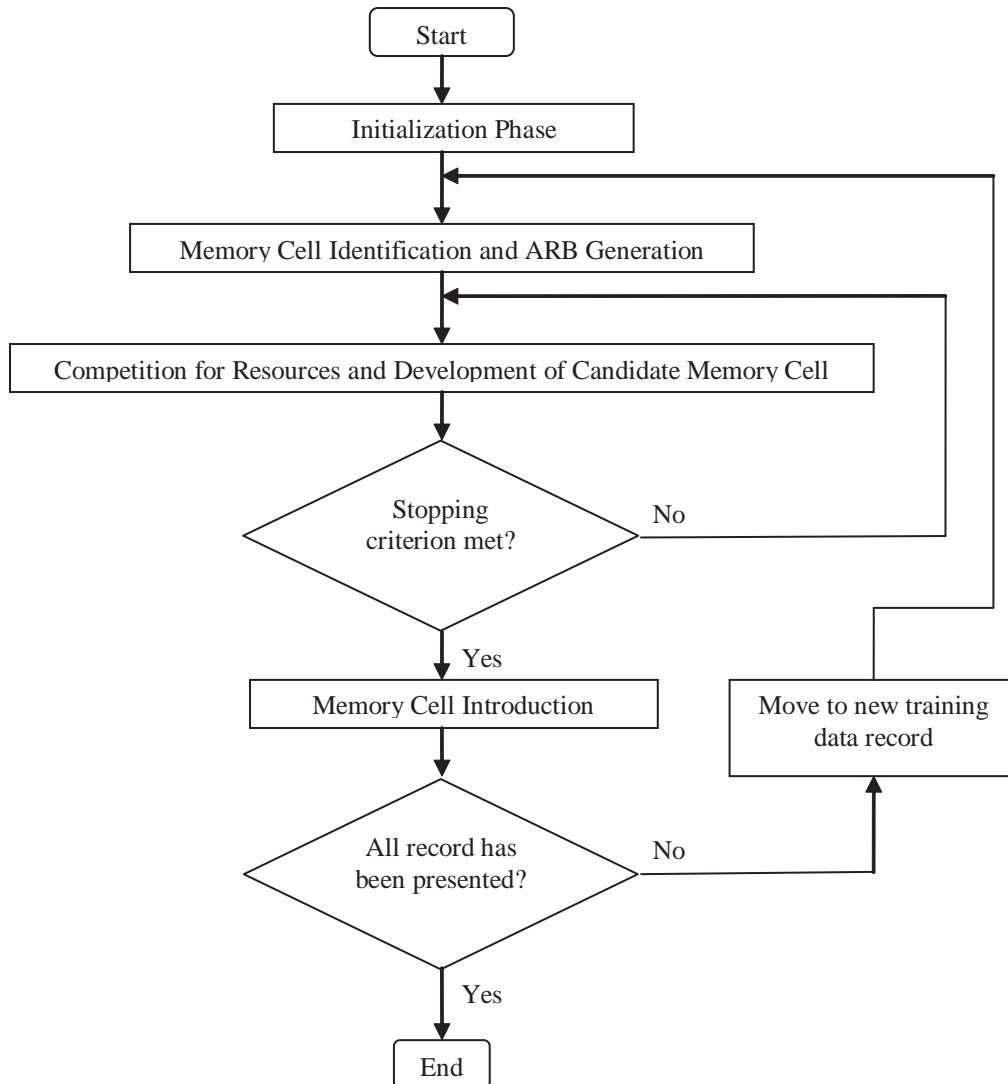 Start
Initialization Phase
Memory Cell Identification and ARB Generation
Competition for Resources and Development of Candidate Memory Cell
Stopping
criterion met?
No
Yes
Memory Cell Introduction
Move to new training
data record
All record has
been presented?
No
Yes
End